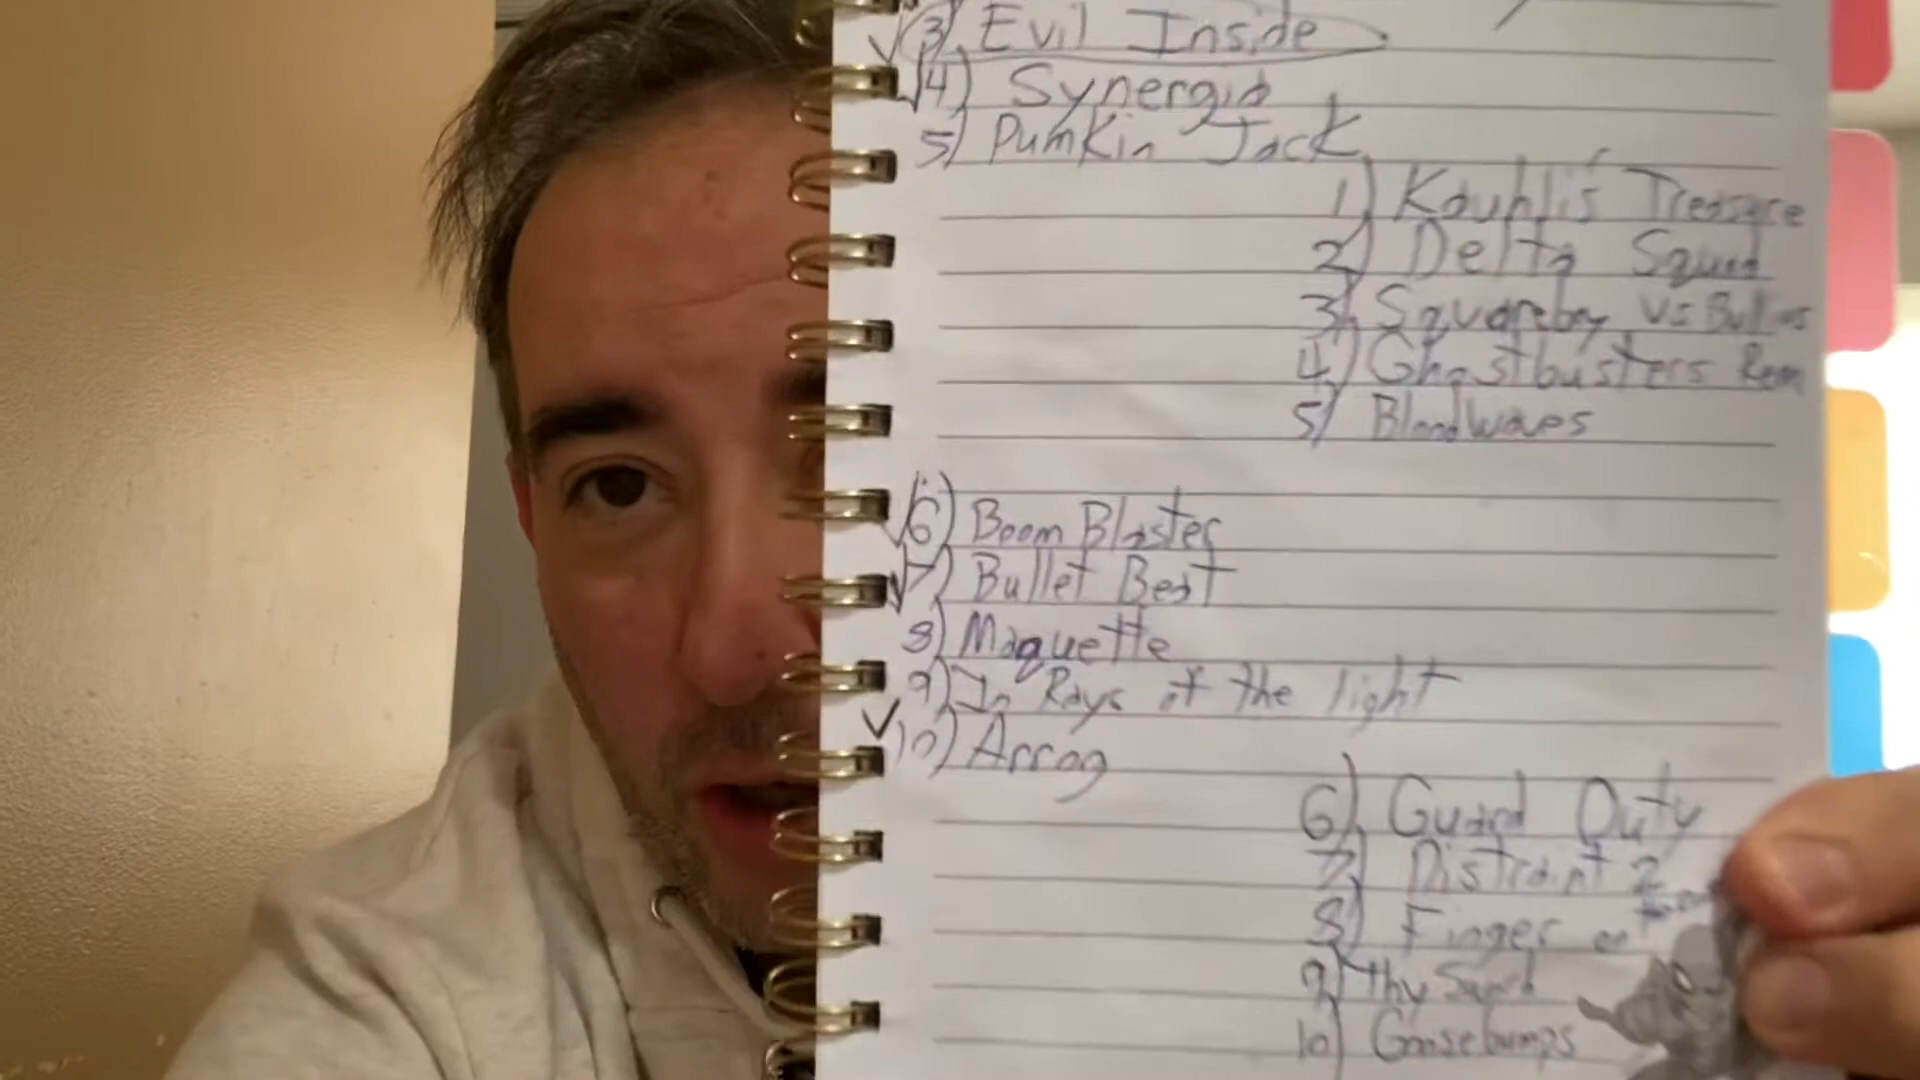 3) Evil Inside
4) Synergia
5) Pumkin Jack
1) Kauhli's Treasure
2) Delta Squad
3) Squareboy vs Bullies
4) Ghostbusters Rem
5) Bloodwaves
6) Boom Blaster
7) Bullet Beat
8) Maquette
9) In Rays of the light
10) Arrog
6) Guard Duty
7) Distraint 2
8) Finger on
9) Thy Sword
10) Goosebumps